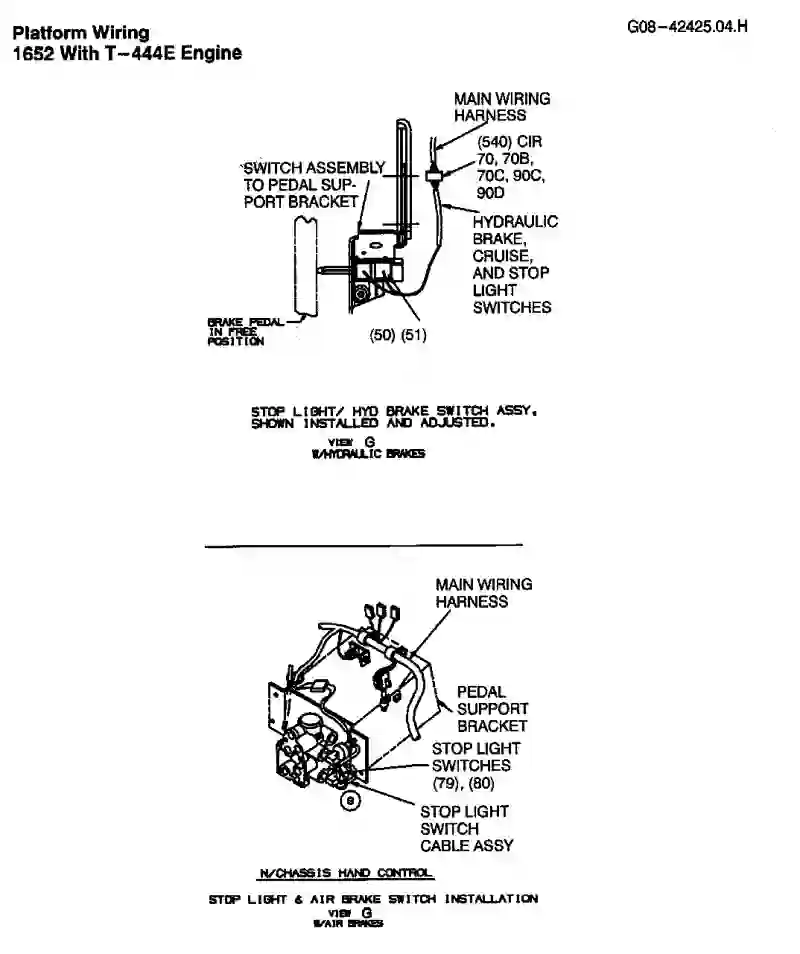 Platform Wiring
1652 With T-444E Engine
G08-42425.04.H
MAIN WIRING
HARNESS
(540) CIR
70, 70B,
70C, 90C,
90D
SWITCH ASSEMBLY
TO PEDAL SUP-
PORT BRACKET
HYDRAULIC
BRAKE,
CRUISE,
AND STOP
LIGHT
SWITCHES
BRAKE PEDAL
IN FREE
POSITION
(50) (51)
STOP LIGHT/ HYD BRAKE SWITCH ASSY.
SHOWN INSTALLED AND ADJUSTED.
VIEW G
W/HYDRAULIC BRAKES
MAIN WIRING
HARNESS
PEDAL
SUPPORT
BRACKET
STOP LIGHT
SWITCHES
(79), (80)
STOP LIGHT
SWITCH
CABLE ASSY
N/CHASSIS HAND CONTROL
STOP LIGHT & AIR BRAKE SWITCH INSTALLATION
VIEW G
W/AIR BRAKES